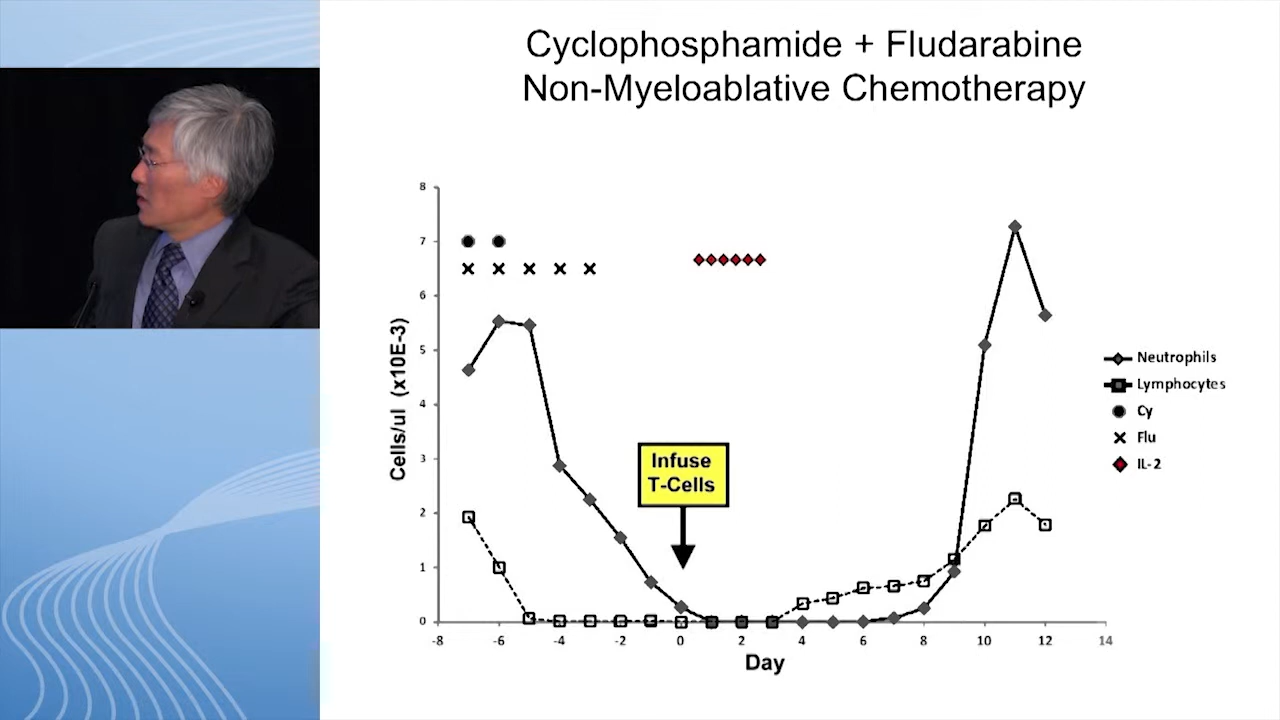 Cyclophosphamide + Fludarabine
Non-Myeloablative Chemotherapy
8
7
6
5
4
3
2
1
0
Cells/ul (x10E-3)
Infuse
T-Cells
-8
-6
-4
-2
0
2
4
6
8
10
12
14
Day
Neutrophils
Lymphocytes
Cy
Flu
IL-2